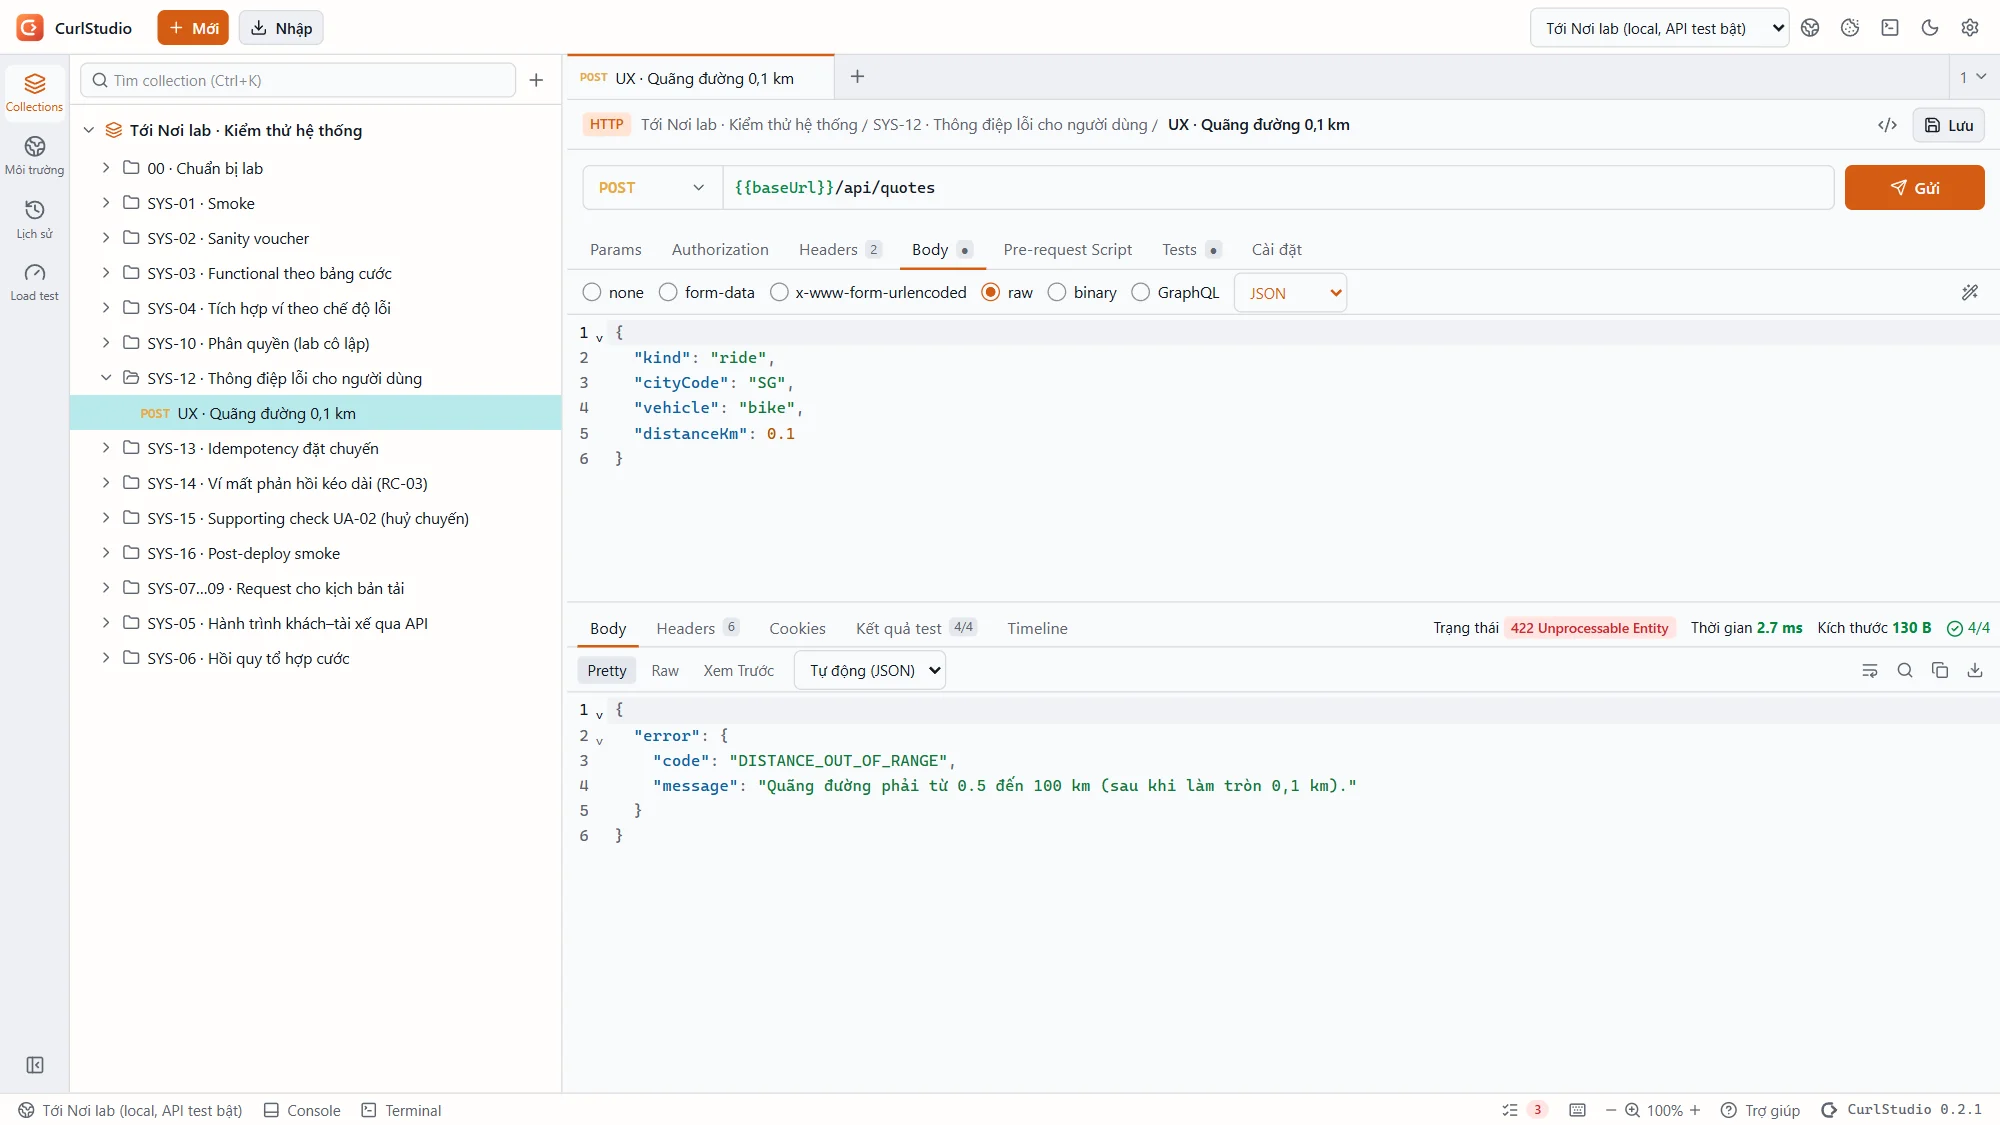 CurlStudio
Mới
Nhập
Tới Nơi lab (local, API test bật)
Collections
Môi trường
Lịch sử
Load test
Tìm collection (Ctrl+K)
Tới Nơi lab · Kiểm thử hệ thống
00 · Chuẩn bị lab
SYS-01 · Smoke
SYS-02 · Sanity voucher
SYS-03 · Functional theo bảng cước
SYS-04 · Tích hợp ví theo chế độ lỗi
SYS-10 · Phân quyền (lab cô lập)
SYS-12 · Thông điệp lỗi cho người dùng
POST UX · Quãng đường 0,1 km
SYS-13 · Idempotency đặt chuyến
SYS-14 · Ví mất phản hồi kéo dài (RC-03)
SYS-15 · Supporting check UA-02 (huỷ chuyến)
SYS-16 · Post-deploy smoke
SYS-07…09 · Request cho kịch bản tải
SYS-05 · Hành trình khách–tài xế qua API
SYS-06 · Hồi quy tổ hợp cước
POST UX · Quãng đường 0,1 km
1
HTTP Tới Nơi lab · Kiểm thử hệ thống / SYS-12 · Thông điệp lỗi cho người dùng / UX · Quãng đường 0,1 km
Lưu
POST {{baseUrl}}/api/quotes
Gửi
Params Authorization Headers 2 Body Pre-request Script Tests Cài đặt
none form-data x-www-form-urlencoded raw binary GraphQL JSON
1 {
2 "kind": "ride",
3 "cityCode": "SG",
4 "vehicle": "bike",
5 "distanceKm": 0.1
6 }
Body Headers 6 Cookies Kết quả test 4/4 Timeline
Trạng thái 422 Unprocessable Entity Thời gian 2.7 ms Kích thước 130 B 4/4
Pretty Raw Xem Trước Tự động (JSON)
1 {
2 "error": {
3 "code": "DISTANCE_OUT_OF_RANGE",
4 "message": "Quãng đường phải từ 0.5 đến 100 km (sau khi làm tròn 0,1 km)."
5 }
6 }
Tới Nơi lab (local, API test bật) Console Terminal
3 100% Trợ giúp CurlStudio 0.2.1